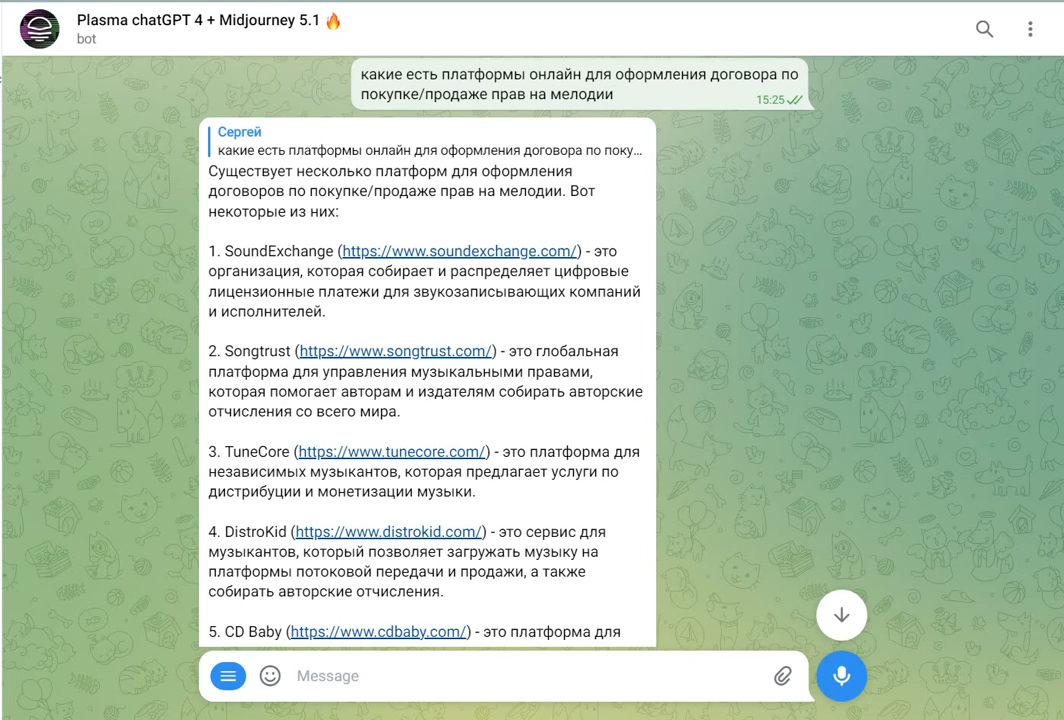 Plasma chatGPT 4 + Midjourney 5.1 🔥
bot
какие есть платформы онлайн для оформления договора по
покупке/продаже прав на мелодии
15:25
Сергей
какие есть платформы онлайн для оформления договора по поку...
Существует несколько платформ для оформления
договоров по покупке/продаже прав на мелодии. Вот
некоторые из них:
1. SoundExchange (https://www.soundexchange.com/) - это
организация, которая собирает и распределяет цифровые
лицензионные платежи для звукозаписывающих компаний
и исполнителей.
2. Songtrust (https://www.songtrust.com/) - это глобальная
платформа для управления музыкальными правами,
которая помогает авторам и издателям собирать авторские
отчисления со всего мира.
3. TuneCore (https://www.tunecore.com/) - это платформа для
независимых музыкантов, которая предлагает услуги по
дистрибуции и монетизации музыки.
4. DistroKid (https://www.distrokid.com/) - это сервис для
музыкантов, который позволяет загружать музыку на
платформы потоковой передачи и продажи, а также
собирать авторские отчисления.
5. CD Baby (https://www.cdbaby.com/) - это платформа для
Message